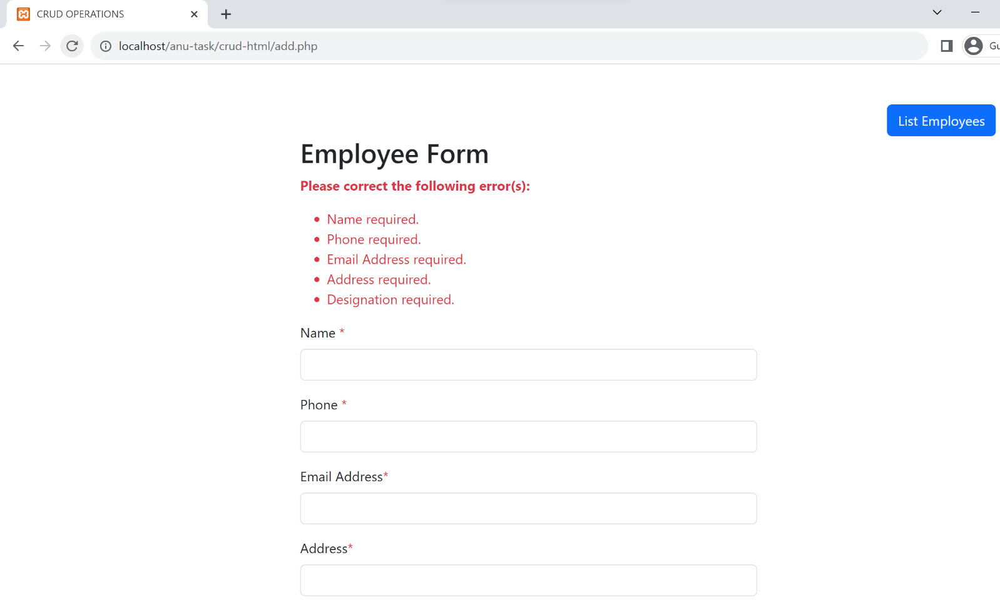 CRUD OPERATIONS
localhost/anu-task/crud-html/add.php
Gu
List Employees
Employee Form
Please correct the following error(s):
Name required.
Phone required.
Email Address required.
Address required.
Designation required.
Name *
Phone *
Email Address*
Address*